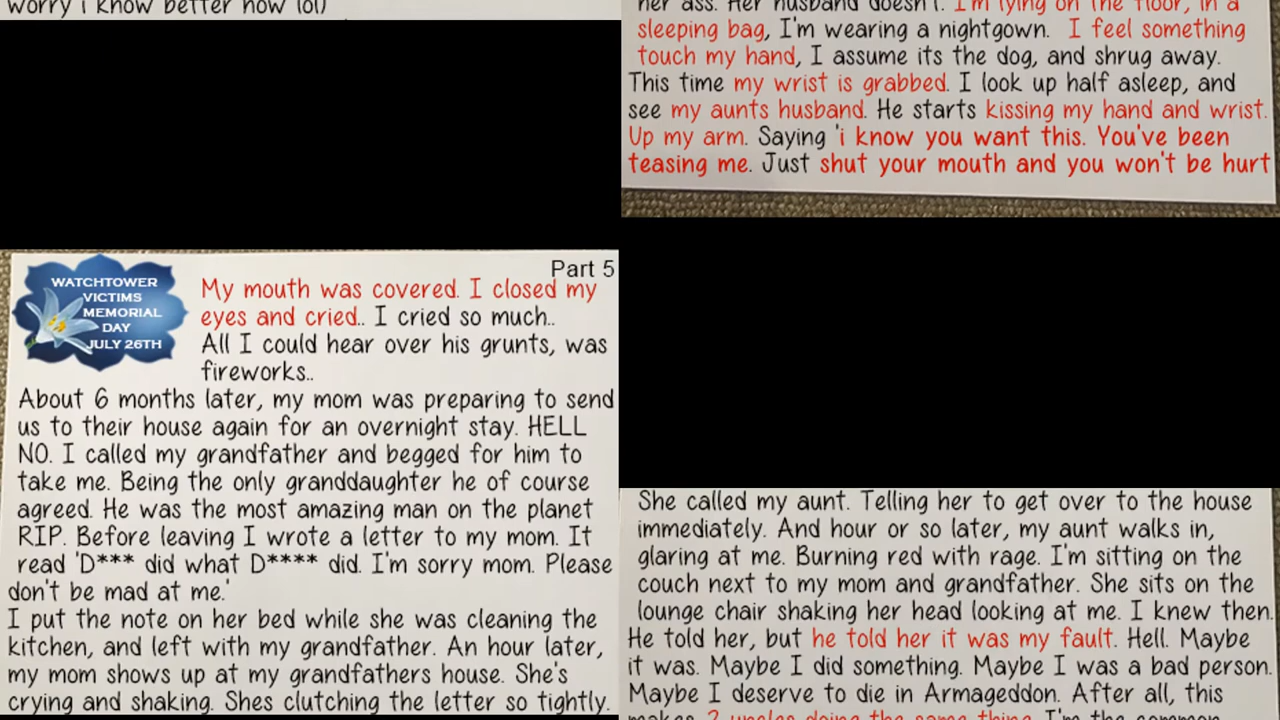 worry i know better now lol)
her ass. Her husband doesn't. I'm lying on the floor, in a
sleeping bag, I'm wearing a nightgown. I feel something
touch my hand, I assume its the dog, and shrug away.
This time my wrist is grabbed. I look up half asleep, and
see my aunts husband. He starts kissing my hand and wrist.
Up my arm. Saying 'i know you want this. You've been
teasing me. Just shut your mouth and you won't be hurt
Part 5
WATCHTOWER
VICTIMS
MEMORIAL
DAY
JULY 26TH
My mouth was covered. I closed my
eyes and cried.. I cried so much..
All I could hear over his grunts, was
fireworks..
About 6 months later, my mom was preparing to send
us to their house again for an overnight stay. HELL
NO. I called my grandfather and begged for him to
take me. Being the only granddaughter he of course
agreed. He was the most amazing man on the planet
RIP. Before leaving I wrote a letter to my mom. It
read 'D*** did what D**** did. I'm sorry mom. Please
don't be mad at me.'
I put the note on her bed while she was cleaning the
kitchen, and left with my grandfather. An hour later,
my mom shows up at my grandfathers house. She's
crying and shaking. Shes clutching the letter so tightly.
She called my aunt. Telling her to get over to the house
immediately. And hour or so later, my aunt walks in,
glaring at me. Burning red with rage. I'm sitting on the
couch next to my mom and grandfather. She sits on the
lounge chair shaking her head looking at me. I knew then.
He told her, but he told her it was my fault. Hell. Maybe
it was. Maybe I did something. Maybe I was a bad person.
Maybe I deserve to die in Armageddon. After all, this
makes 2 uncles doing the same thing. I'm the common